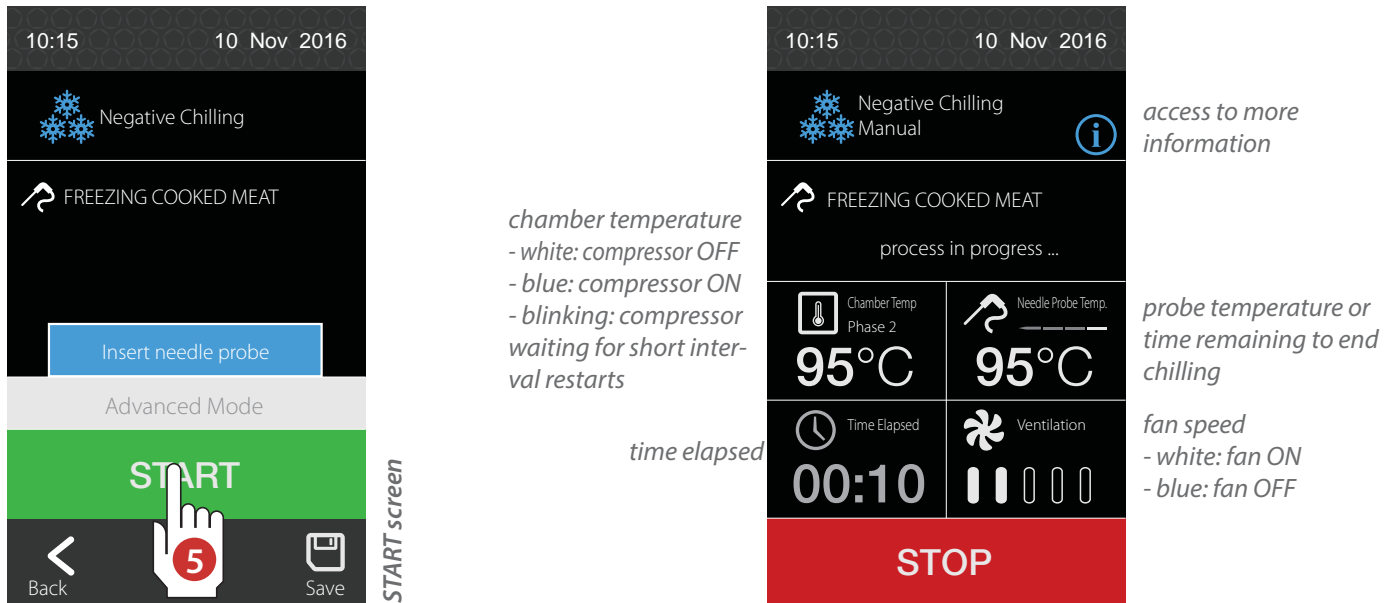 10:15 10 Nov 2016
Negative Chilling
FREEZING COOKED MEAT
Insert needle probe
Advanced Mode
START
5
Back
Save
START screen
chamber temperature
- white: compressor OFF
- blue: compressor ON
- blinking: compressor
waiting for short inter-
val restarts
time elapsed
10:15 10 Nov 2016
Negative Chilling
Manual
i
FREEZING COOKED MEAT
process in progress ...
Chamber Temp
Phase 2
95°C
Needle Probe Temp.
95°C
Time Elapsed
00:10
Ventilation
STOP
access to more
information
probe temperature or
time remaining to end
chilling
fan speed
- white: fan ON
- blue: fan OFF